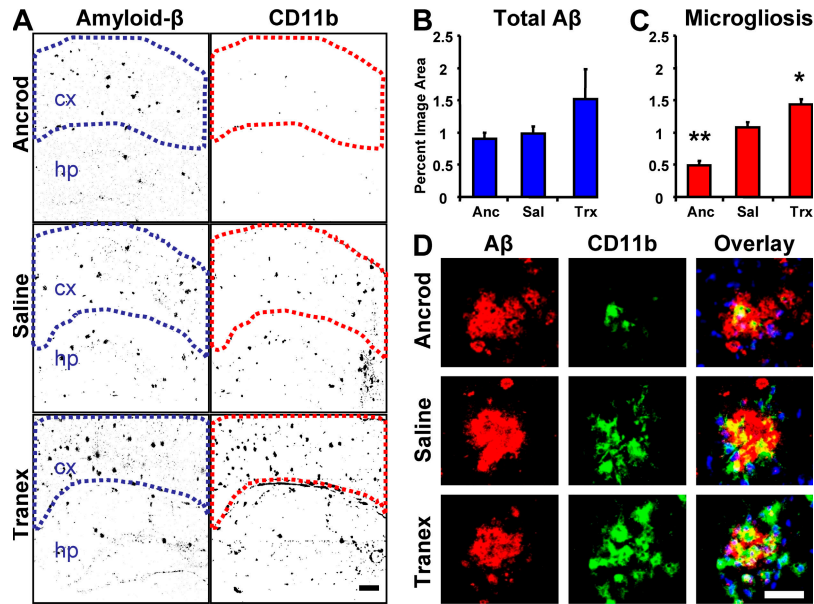 A
Amyloid-β
CD11b
Ancrod
cx
hp
Saline
cx
hp
Tranex
cx
hp
B
Total Aβ
Percent Image Area
2.5
2
1.5
1
0.5
0
Anc
Sal
Trx
C
Microgliosis
2.5
2
1.5
1
0.5
0
**
*
Anc
Sal
Trx
D
Aβ
CD11b
Overlay
Ancrod
Saline
Tranex